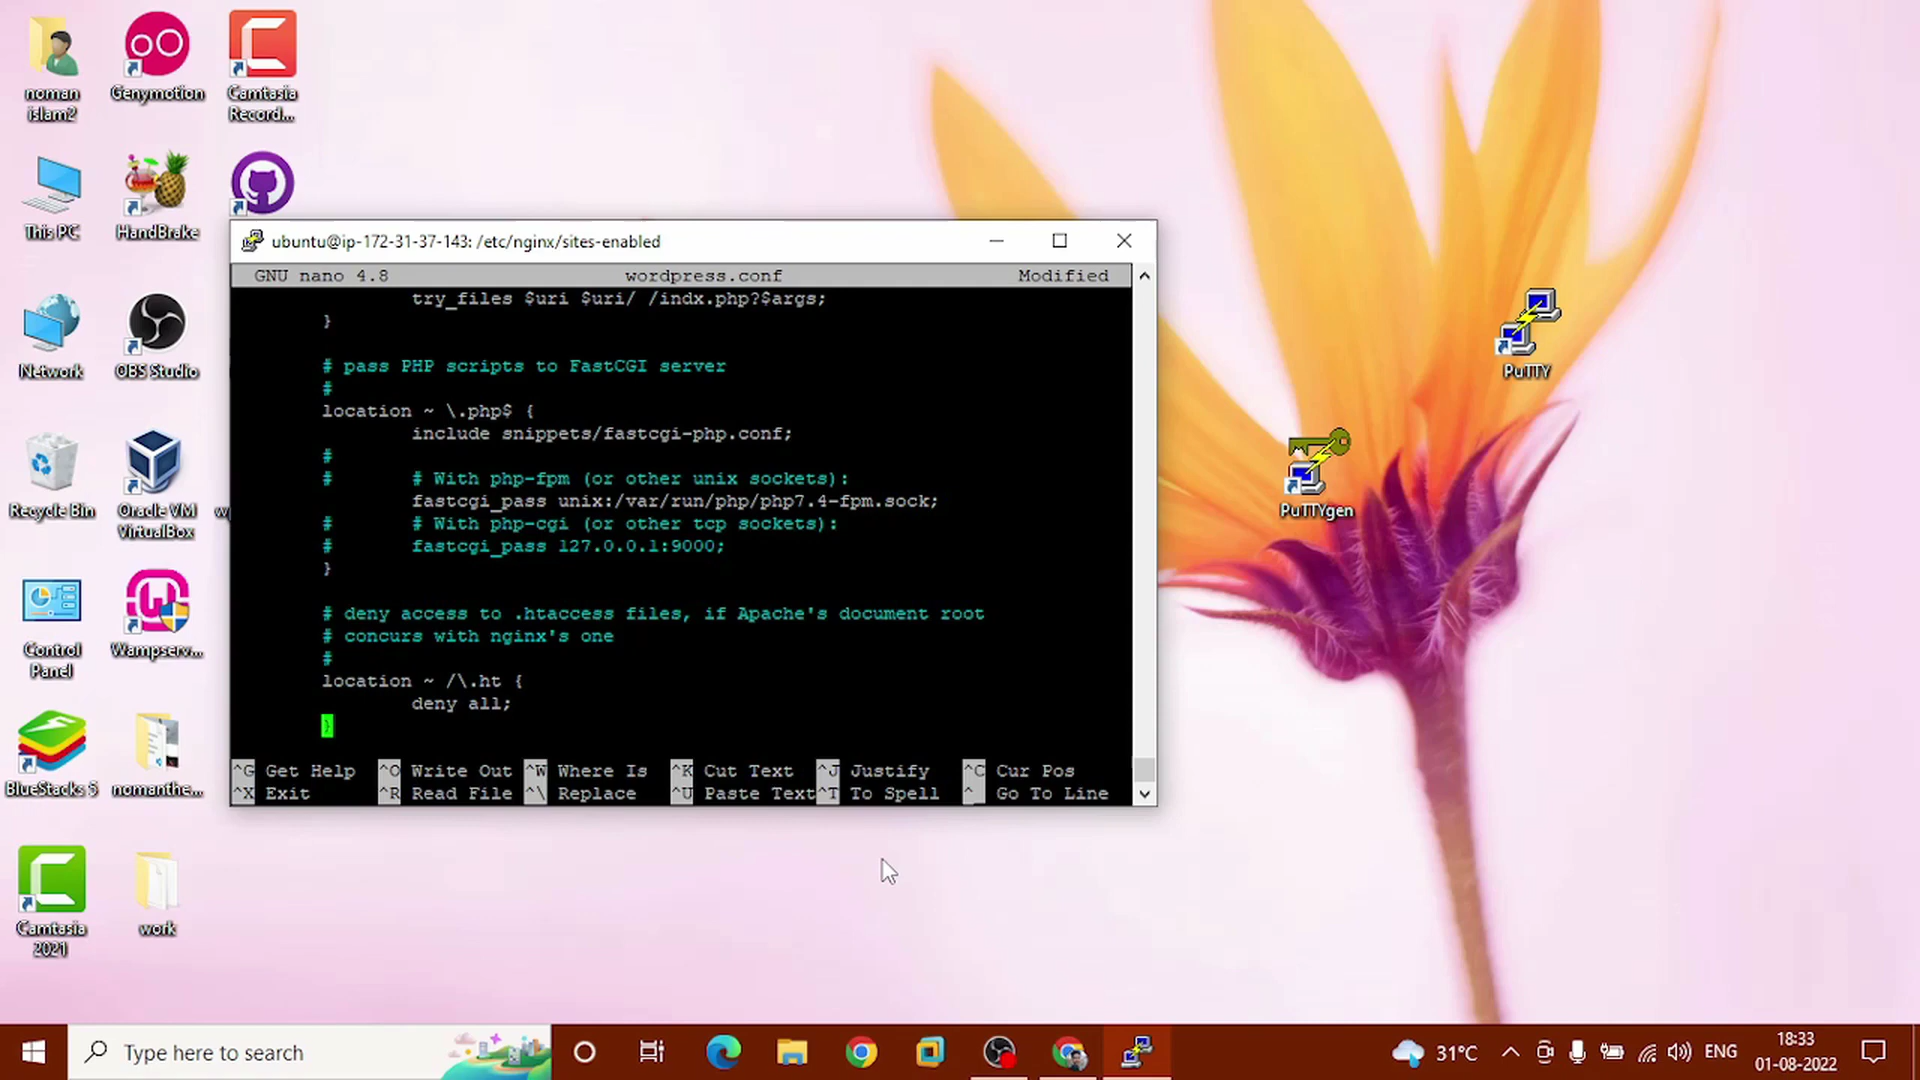 noman
islam2
Genymotion
Camtasia
Record...
This PC
HandBrake
Network
OBS Studio
Recycle Bin
Oracle VM
VirtualBox
Control
Panel
Wampserv...
BlueStacks 5
nomanthe...
Camtasia
2021
work
ubuntu@ip-172-31-37-143: /etc/nginx/sites-enabled
GNU nano 4.8 wordpress.conf Modified
try_files $uri $uri/ /indx.php?$args;
}
# pass PHP scripts to FastCGI server
#
location ~ \.php$ {
include snippets/fastcgi-php.conf;
#
# # With php-fpm (or other unix sockets):
fastcgi_pass unix:/var/run/php/php7.4-fpm.sock;
# # With php-cgi (or other tcp sockets):
# fastcgi_pass 127.0.0.1:9000;
}
# deny access to .htaccess files, if Apache's document root
# concurs with nginx's one
#
location ~ /\.ht {
deny all;
}
^G Get Help ^O Write Out ^W Where Is ^K Cut Text ^J Justify ^C Cur Pos
^X Exit ^R Read File ^\ Replace ^U Paste Text ^T To Spell ^_ Go To Line
PuTTY
PuTTYgen
Type here to search
31°C
ENG
18:33
01-08-2022